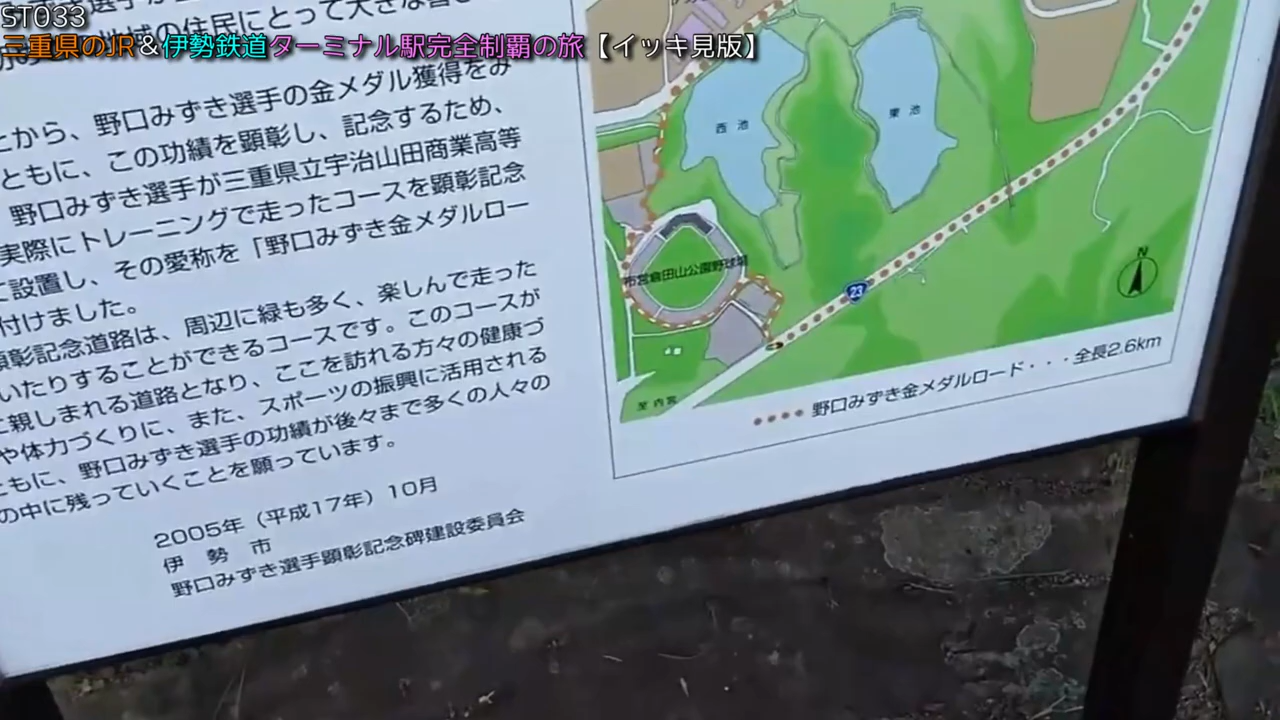 ST033
三重県のJR＆伊勢鉄道ターミナル駅完全制覇の旅【イッキ見版】
地域の住民にとって大きな
とから、野口みずき選手の金メダル獲得をみ
ともに、この功績を顕彰し、記念するため、
野口みずき選手が三重県立宇治山田商業高等
実際にトレーニングで走ったコースを顕彰記念
に設置し、その愛称を「野口みずき金メダルロー
付けました。
顕彰記念道路は、周辺に緑も多く、楽しんで走った
いたりすることができるコースです。このコースが
に親しまれる道路となり、ここを訪れる方々の健康づ
や体力づくりに、また、スポーツの振興に活用される
ともに、野口みずき選手の功績が後々まで多くの人々の
の中に残っていくことを願っています。
2005年（平成17年）10月
伊勢市
野口みずき選手顕彰記念碑建設委員会
西池
東池
市営倉田山公園野球場
23
N
至内宮
野口みずき金メダルロード・・・全長2.6km